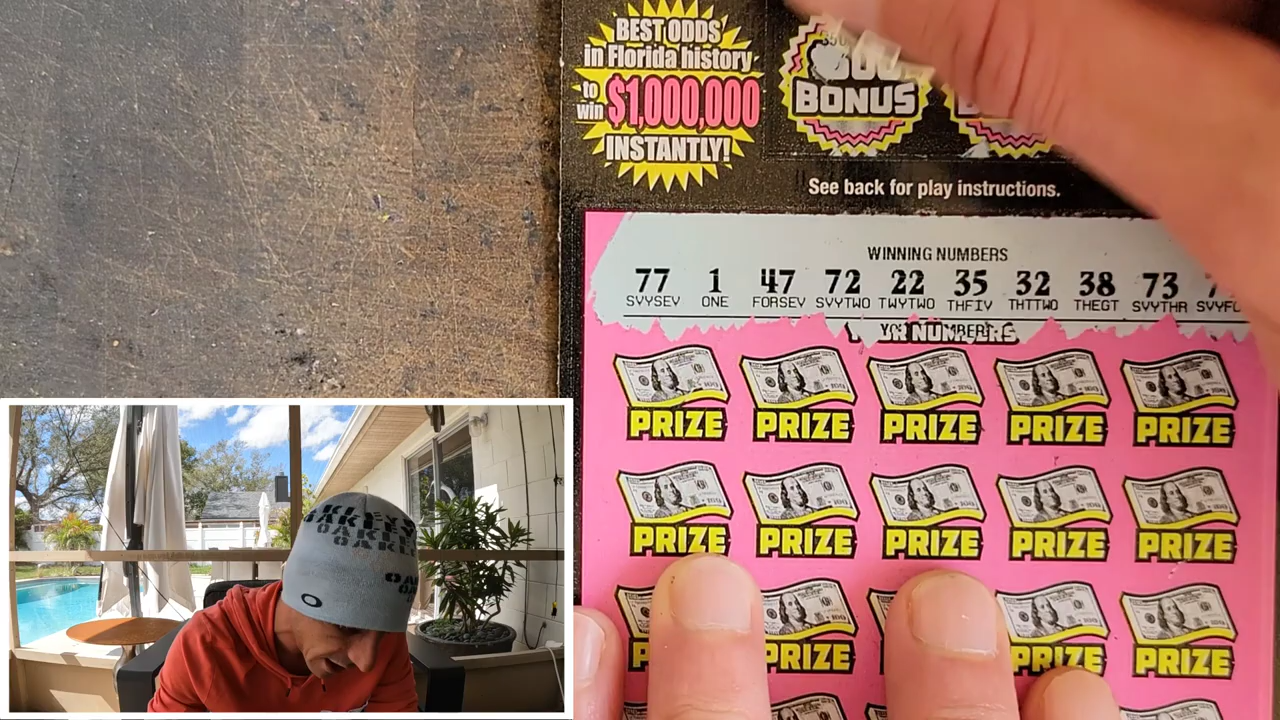 BEST ODDS
in Florida history
to win $1,000,000
INSTANTLY!
BONUS
See back for play instructions.
WINNING NUMBERS
77 1 47 72 22 35 32 38 73
SVYSEV ONE FORSEV SVYTWO TWYTWO THFIV THTTWO THEGT SVYTHR
NUMBERS
PRIZE PRIZE PRIZE PRIZE PRIZE
PRIZE PRIZE PRIZE PRIZE PRIZE
PRIZE PRIZE PRIZE
OAKLEY